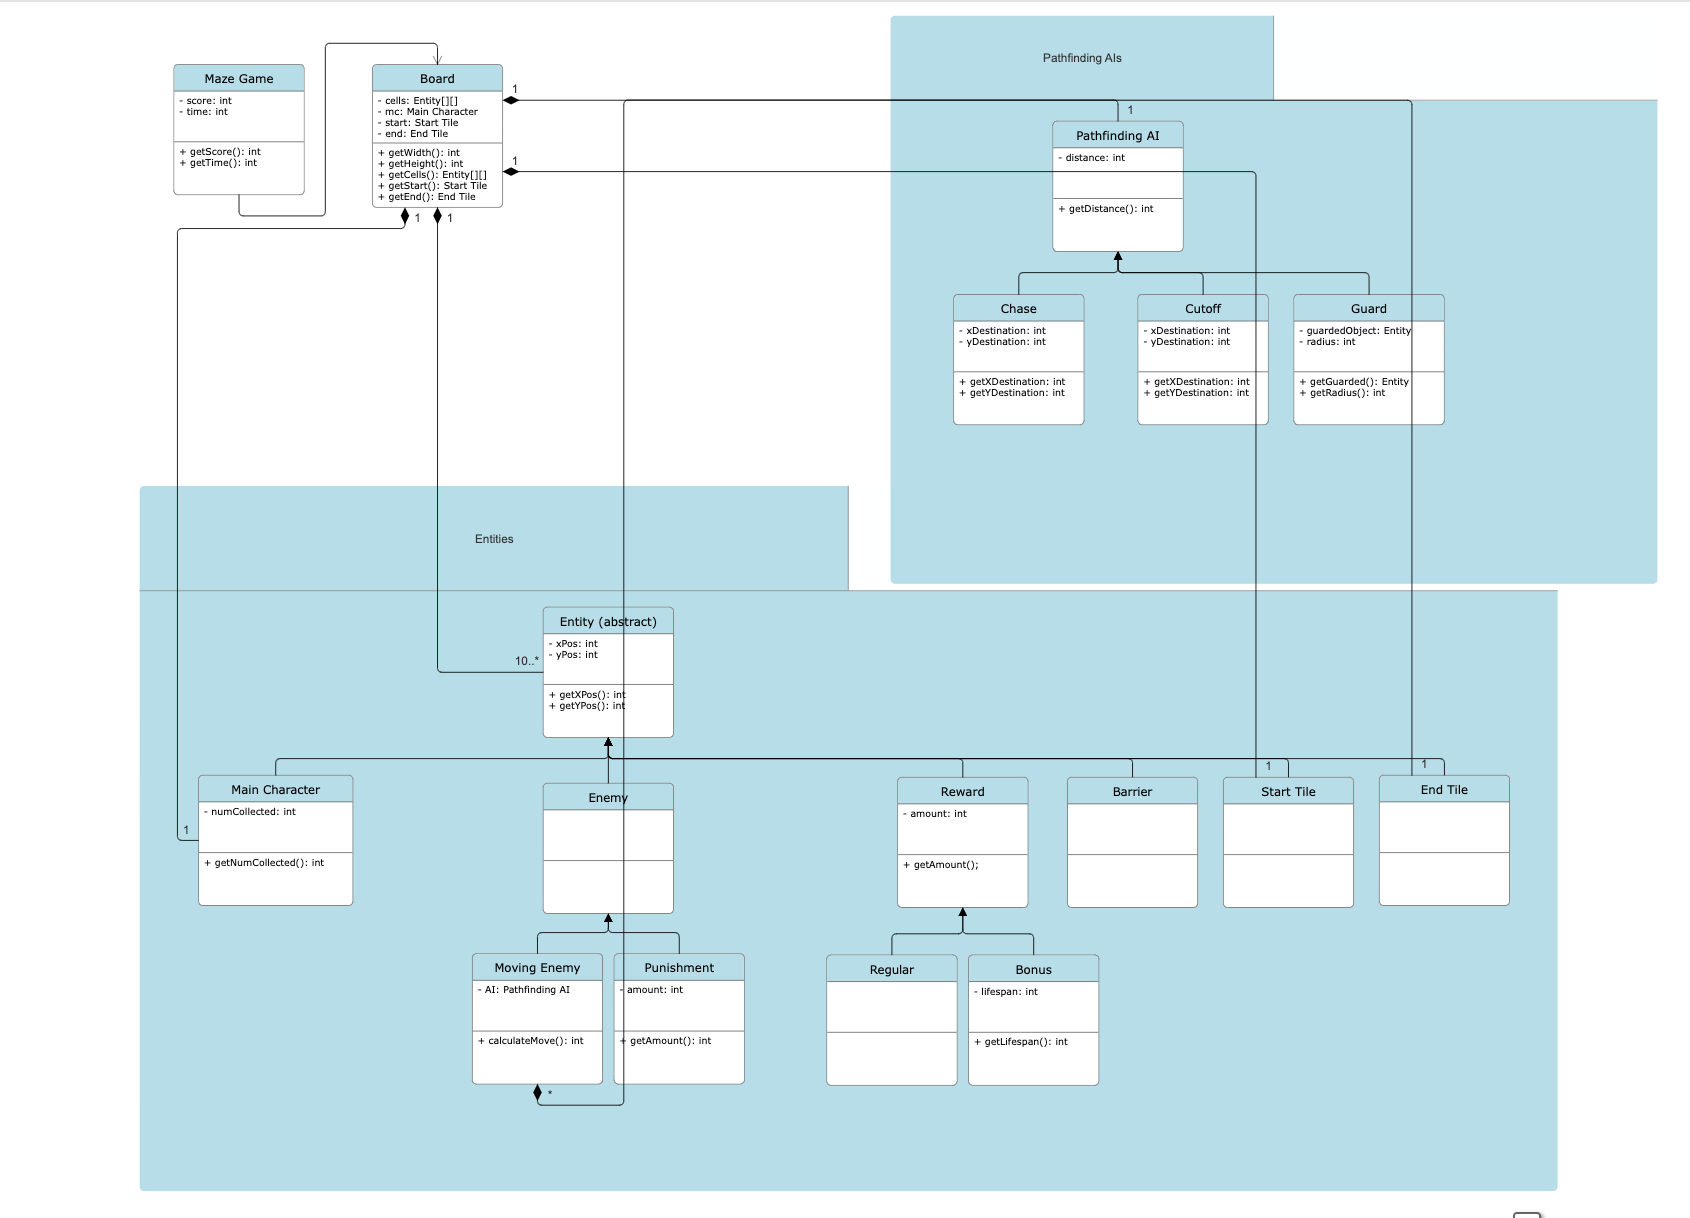 Pathfinding AIs
Maze Game
- score: int
- time: int
+ getScore(): int
+ getTime(): int
Board
- cells: Entity[][]
- mc: Main Character
- start: Start Tile
- end: End Tile
+ getWidth(): int
+ getHeight(): int
+ getCells(): Entity[][]
+ getStart(): Start Tile
+ getEnd(): End Tile
1
1
1
1
1
Pathfinding AI
- distance: int
+ getDistance(): int
Chase
- xDestination: int
- yDestination: int
+ getXDestination: int
+ getYDestination: int
Cutoff
- xDestination: int
- yDestination: int
+ getXDestination: int
+ getYDestination: int
Guard
- guardedObject: Entity
- radius: int
+ getGuarded(): Entity
+ getRadius(): int
Entities
Entity (abstract)
- xPos: int
- yPos: int
+ getXPos(): int
+ getYPos(): int
10..*
1
1
1
Main Character
- numCollected: int
+ getNumCollected(): int
Enemy
Reward
- amount: int
+ getAmount();
Barrier
Start Tile
End Tile
Moving Enemy
- AI: Pathfinding AI
+ calculateMove(): int
*
Punishment
- amount: int
+ getAmount(): int
Regular
Bonus
- lifespan: int
+ getLifespan(): int